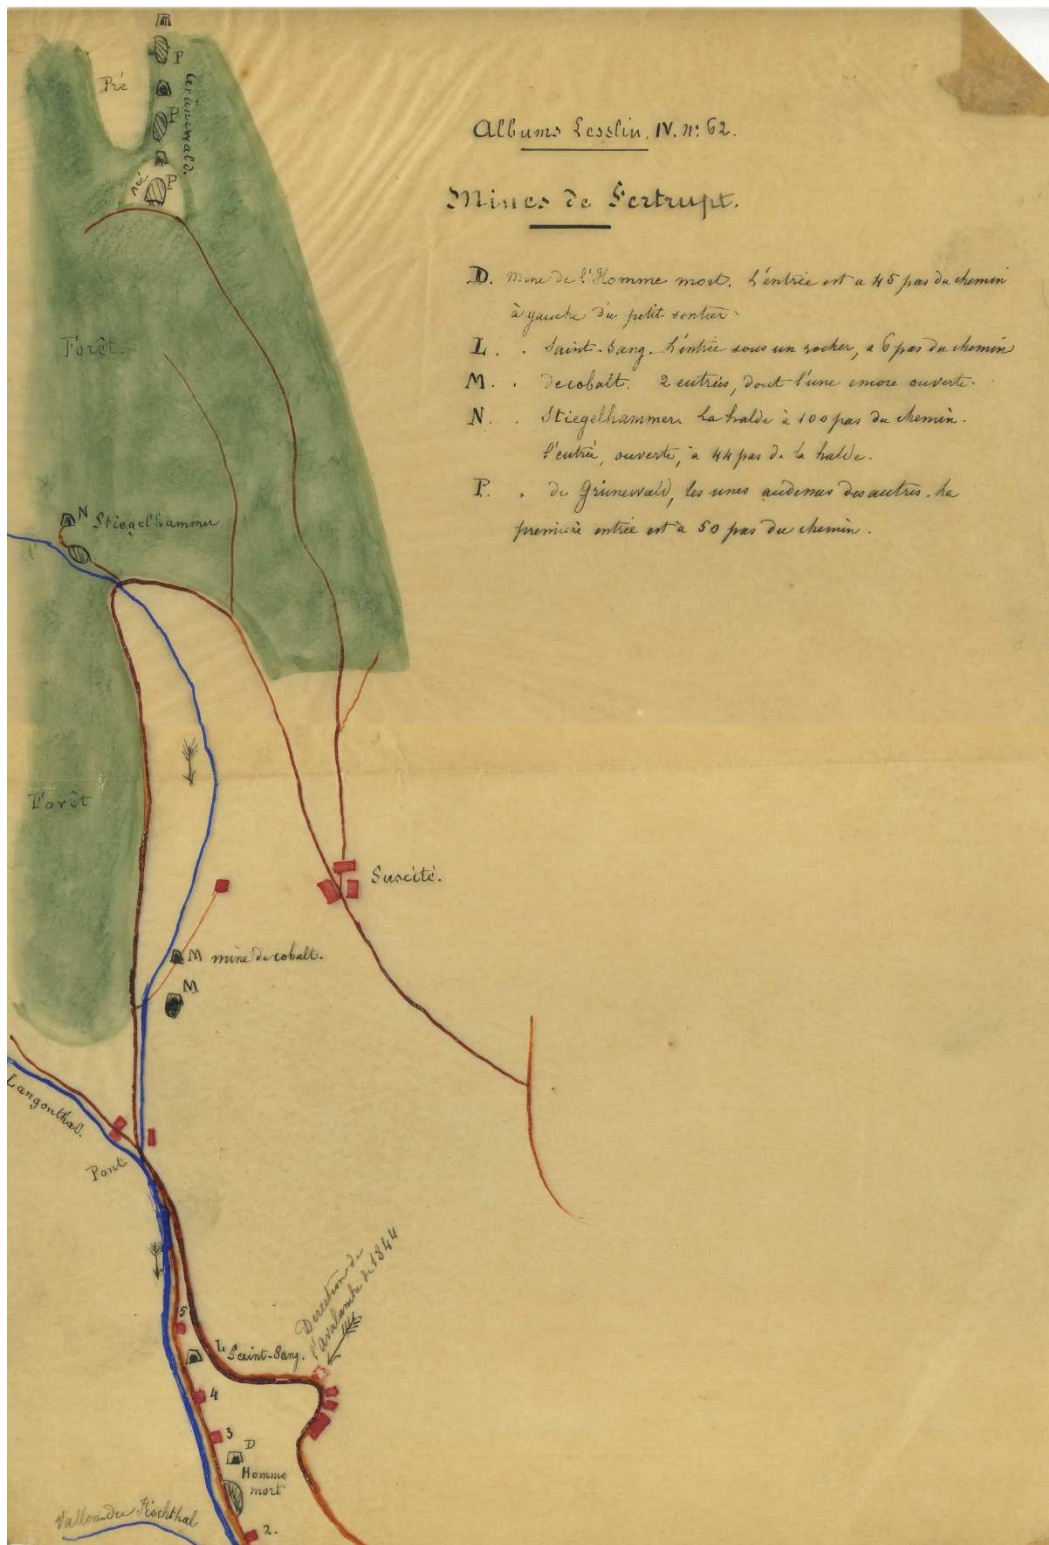 Albums Lesslin. IV. n: 62.
Mines de Fertrupt.
D. Mine de l'Homme mort. L'entrée est a 45 pas du chemin
à gauche du petit sentier.
L. . Saint-Sang. L'entrée sous un rocher, a 6 pas du chemin
M. . de cobalt. 2 entrées, dont l'une encore ouverte.
N. . Stiegelhammer. La halde à 100 pas du chemin.
l'entrée, ouverte, à 44 pas de la halde.
P. . de Grünewald, les unes audessus des autres. La
première entrée est à 50 pas du chemin.
P
Pré
Grünewald.
P
Pré
P
Forêt.
N Stiegelhammer
Forêt
Suscité.
M mine de cobalt.
M
Langenthal.
Pont
Direction de
l'avalanche de 1844
5
L Saint-Sang.
4
3
D
Homme
mort
Vallon du
2.